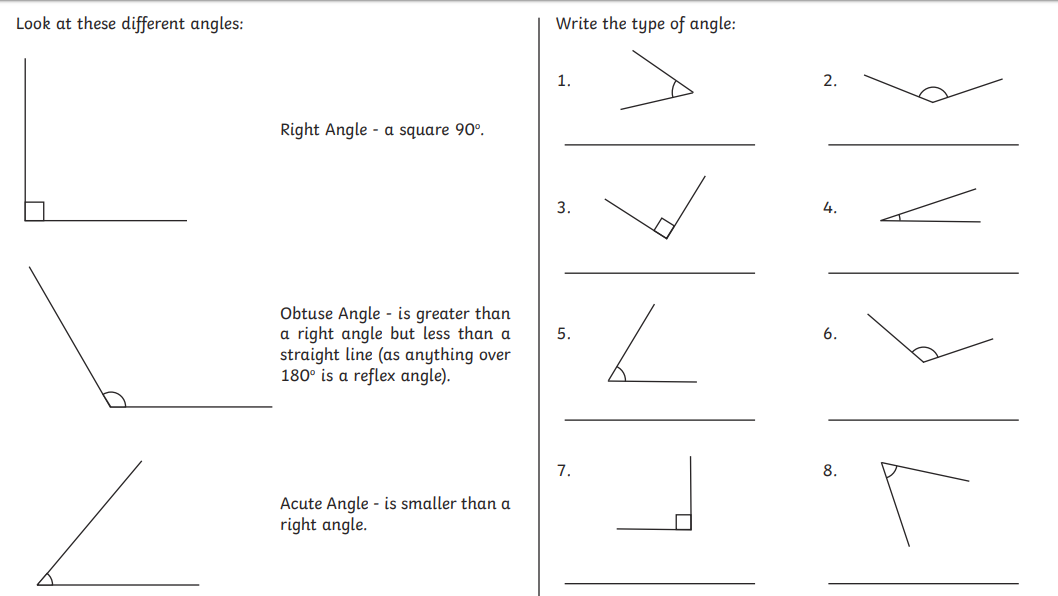 Look at these different angles:
Right Angle - a square 90°.
Obtuse Angle - is greater than
a right angle but less than a
straight line (as anything over
180° is a reflex angle).
Acute Angle - is smaller than a
right angle.
Write the type of angle:
1.
2.
3.
4.
5.
6.
7.
8.